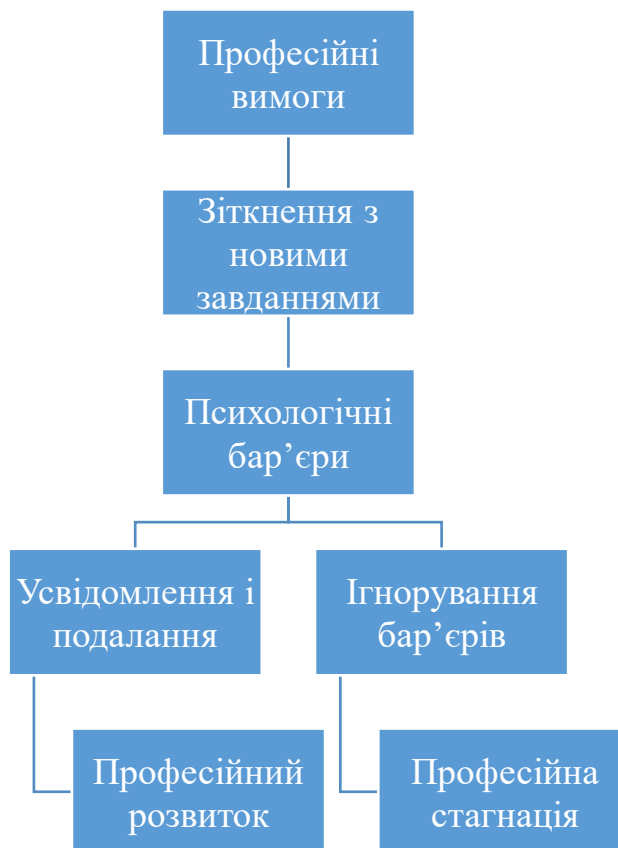 Професійні
вимоги
Зіткнення з
новими
завданнями
Психологічні
бар’єри
Усвідомлення і
подалання
Ігнорування
бар’єрів
Професійний
розвиток
Професійна
стагнація